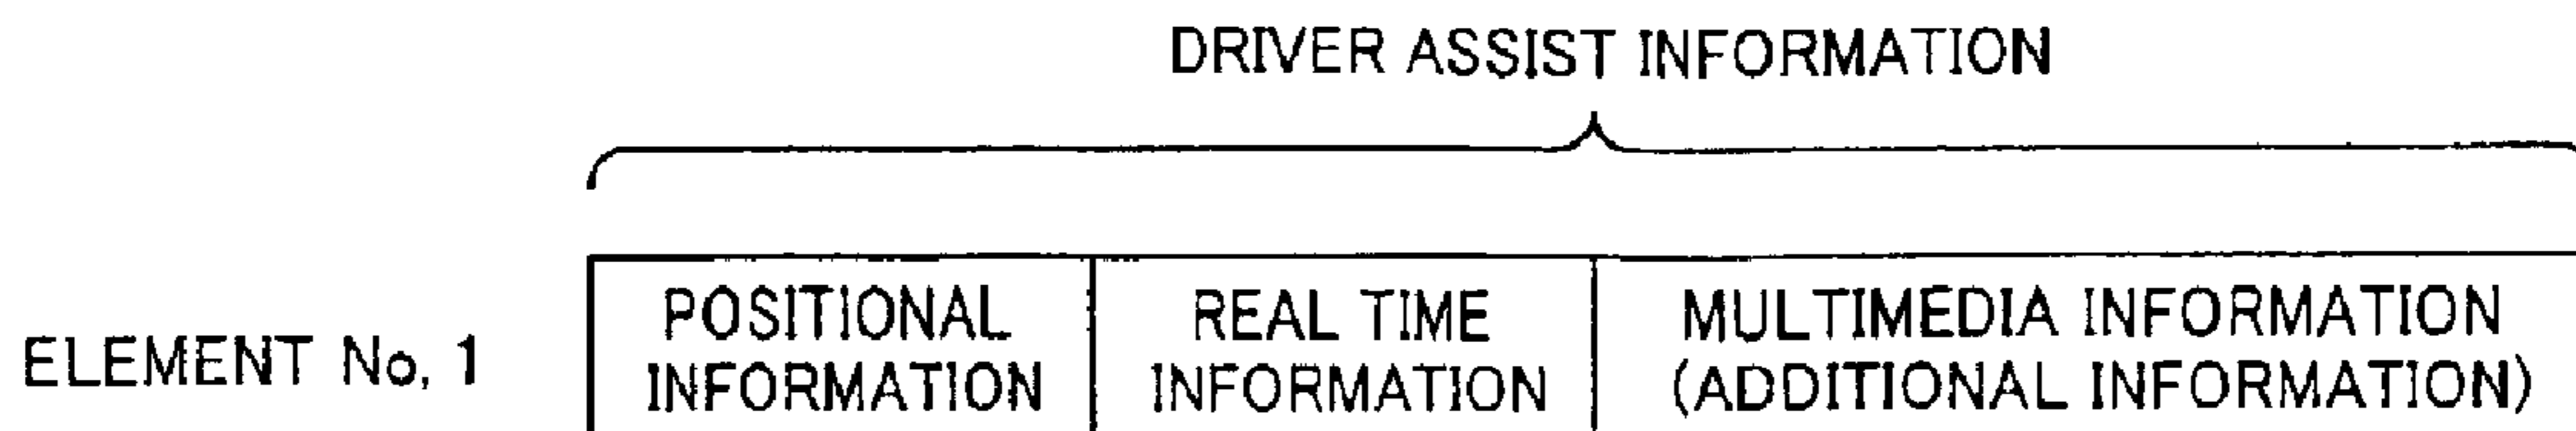 DRIVER ASSIST INFORMATION
ELEMENT No, 1
POSITIONAL
INFORMATION
REAL TIME
INFORMATION
MULTIMEDIA INFORMATION
(ADDITIONAL INFORMATION)